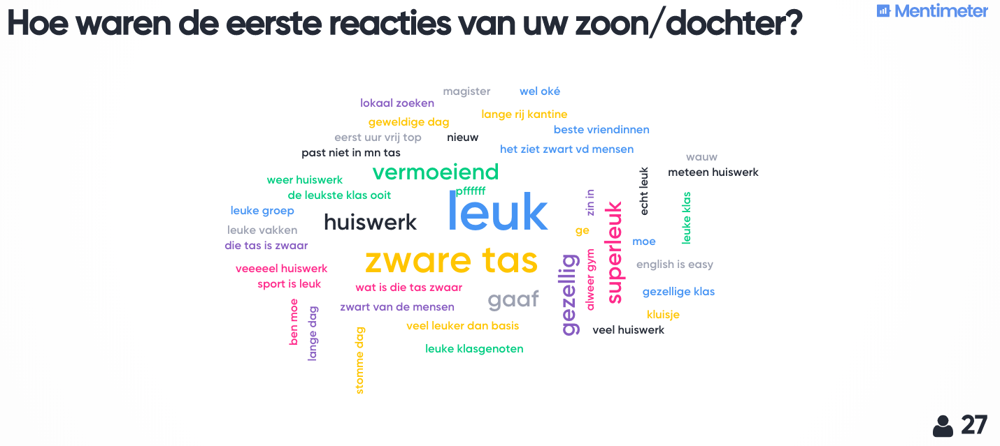 Hoe waren de eerste reacties van uw zoon/dochter?
Mentimeter
magister
wel oké
lokaal zoeken
lange rij kantine
geweldige dag
beste vriendinnen
eerst uur vrij top
nieuw
het ziet zwart vd mensen
past niet in mn tas
wauw
vermoeiend
meteen huiswerk
weer huiswerk
pffffff
de leukste klas ooit
echt leuk
zin in
leuke klas
leuke groep
leuk
huiswerk
superleuk
leuke vakken
ge
moe
die tas is zwaar
zware tas
english is easy
veeeeel huiswerk
gezellig
alweer gym
sport is leuk
wat is die tas zwaar
gezellige klas
gaaf
zwart van de mensen
kluisje
ben moe
lange dag
veel leuker dan basis
veel huiswerk
leuke klasgenoten
stomme dag
27